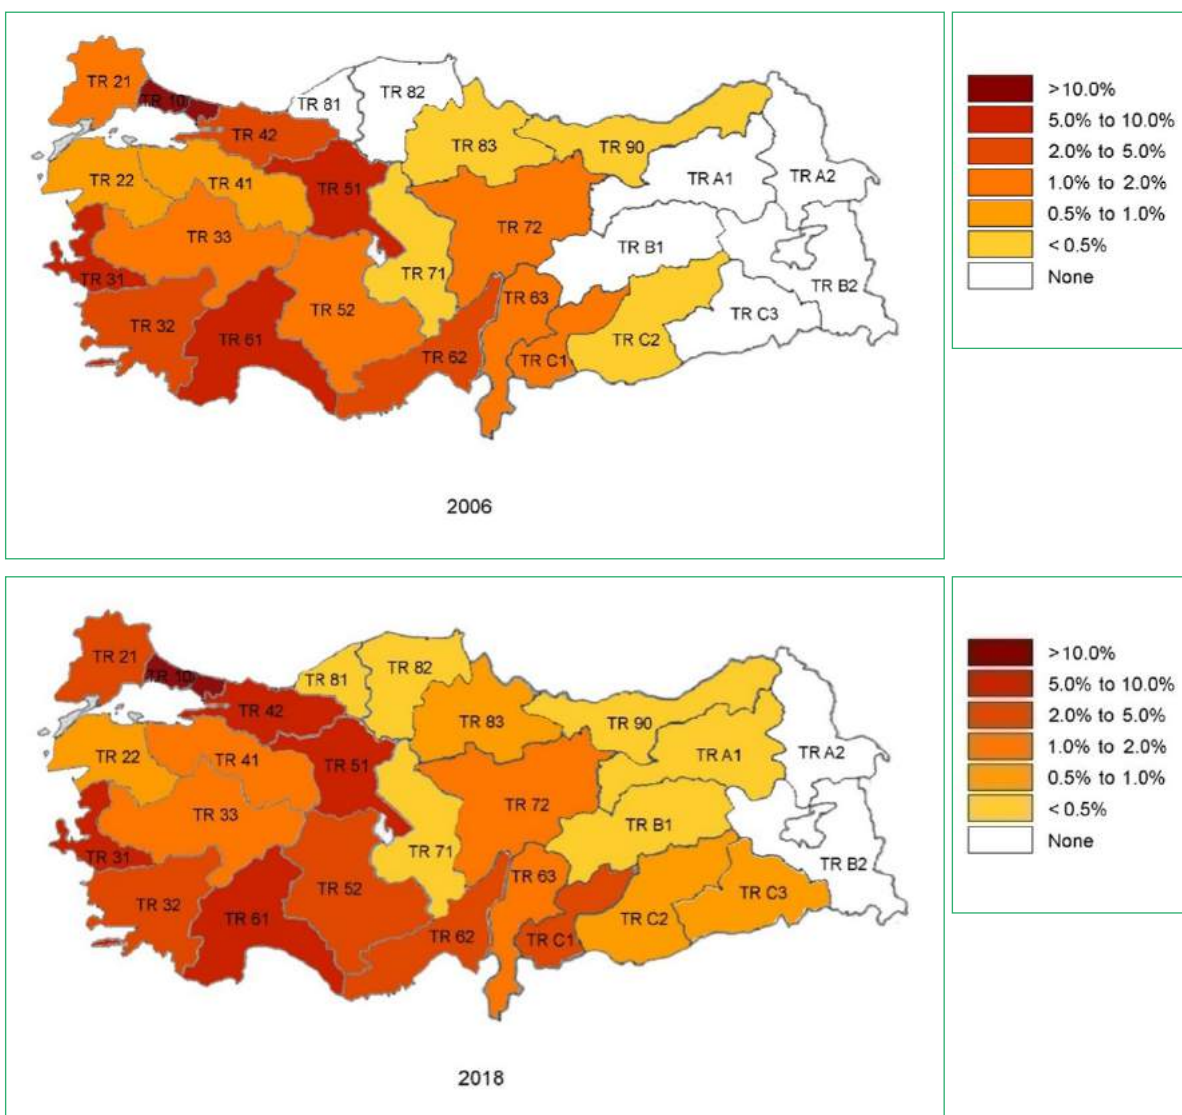 TR 21
TR 10
TR 81
TR 82
TR 42
TR 83
TR 90
TR A1
TR A2
TR 22
TR 41
TR 51
TR 33
TR 72
TR B1
TR 31
TR 71
TR 63
TR B2
TR 32
TR 52
TR C3
TR 61
TR 62
TR C1
TR C2
2006
>10.0%
5.0% to 10.0%
2.0% to 5.0%
1.0% to 2.0%
0.5% to 1.0%
<0.5%
None
TR 21
TR 10
TR 81
TR 82
TR 42
TR 83
TR 90
TR A1
TR A2
TR 22
TR 41
TR 51
TR 33
TR 72
TR B1
TR 31
TR 71
TR 63
TR B2
TR 32
TR 52
TR C3
TR 61
TR 62
TR C1
TR C2
2018
>10.0%
5.0% to 10.0%
2.0% to 5.0%
1.0% to 2.0%
0.5% to 1.0%
<0.5%
None